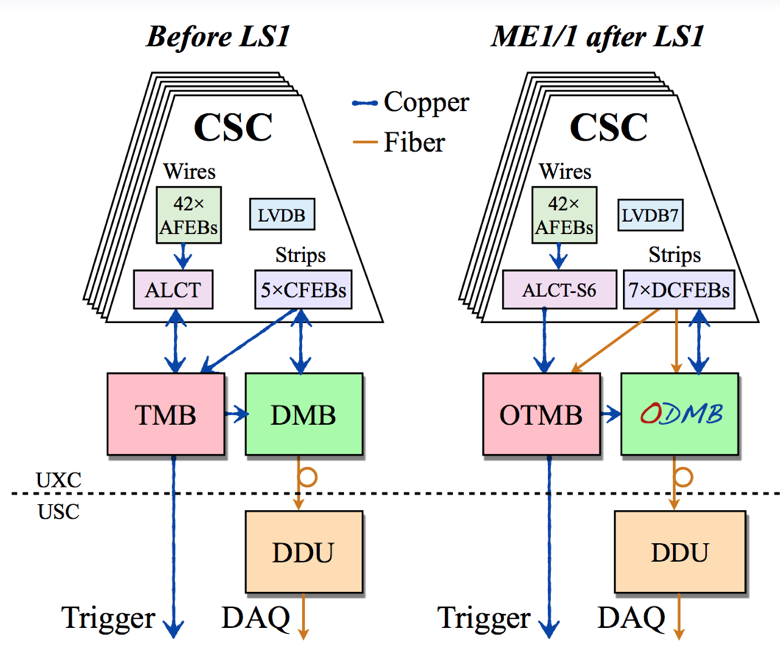 Before LS1
ME1/1 after LS1
CSC
Copper
Fiber
CSC
Wires
42×
AFEBs
LVDB
Strips
ALCT
5×CFEBs
Wires
42×
AFEBs
LVDB7
Strips
ALCT-S6
7×DCFEBs
TMB
DMB
OTMB
ODMB
UXC
USC
DDU
DDU
Trigger
DAQ
Trigger
DAQ